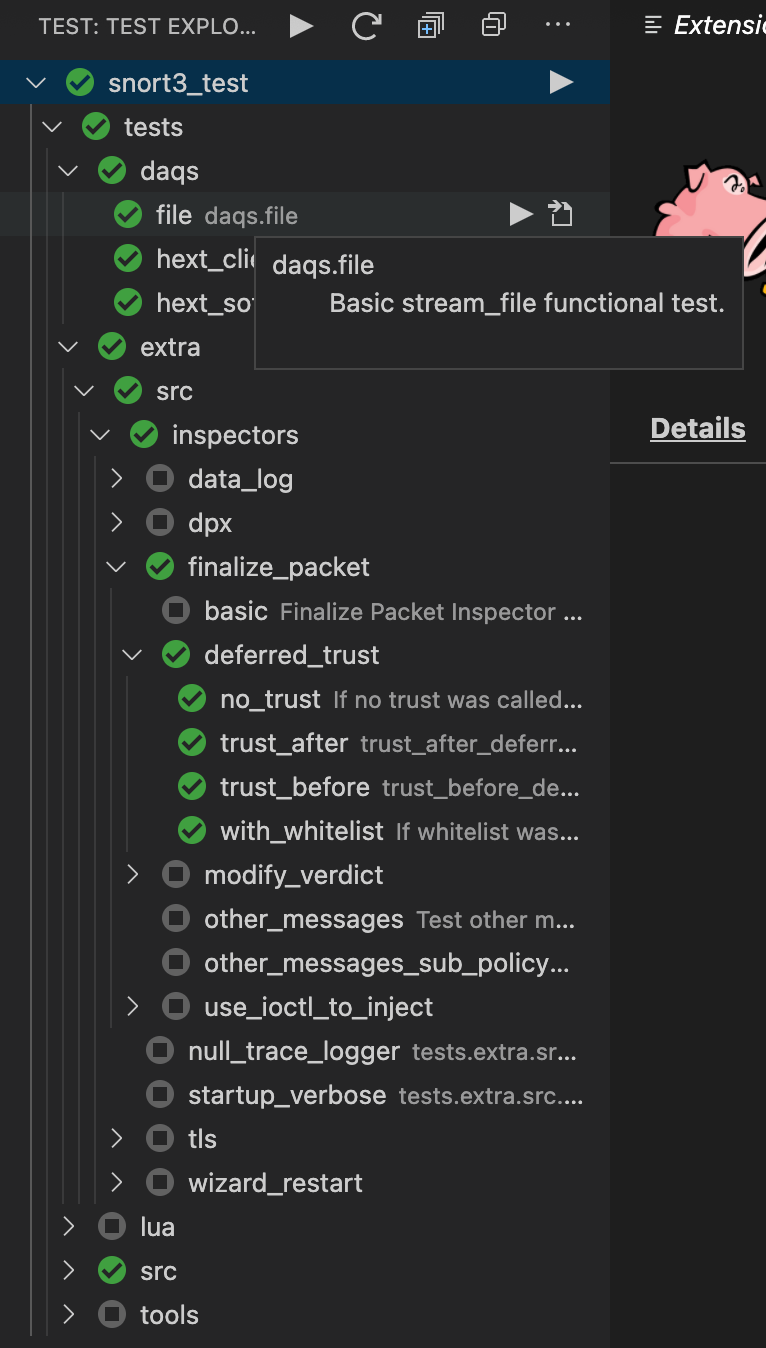 TEST: TEST EXPLO...
Extensi
snort3_test
tests
daqs
file daqs.file
hext_cli
daqs.file
Basic stream_file functional test.
hext_so
extra
src
Details
inspectors
data_log
dpx
finalize_packet
basic Finalize Packet Inspector ...
deferred_trust
no_trust If no trust was called...
trust_after trust_after_deferr...
trust_before trust_before_de...
with_whitelist If whitelist was...
modify_verdict
other_messages Test other m...
other_messages_sub_policy...
use_ioctl_to_inject
null_trace_logger tests.extra.sr...
startup_verbose tests.extra.src....
tls
wizard_restart
lua
src
tools